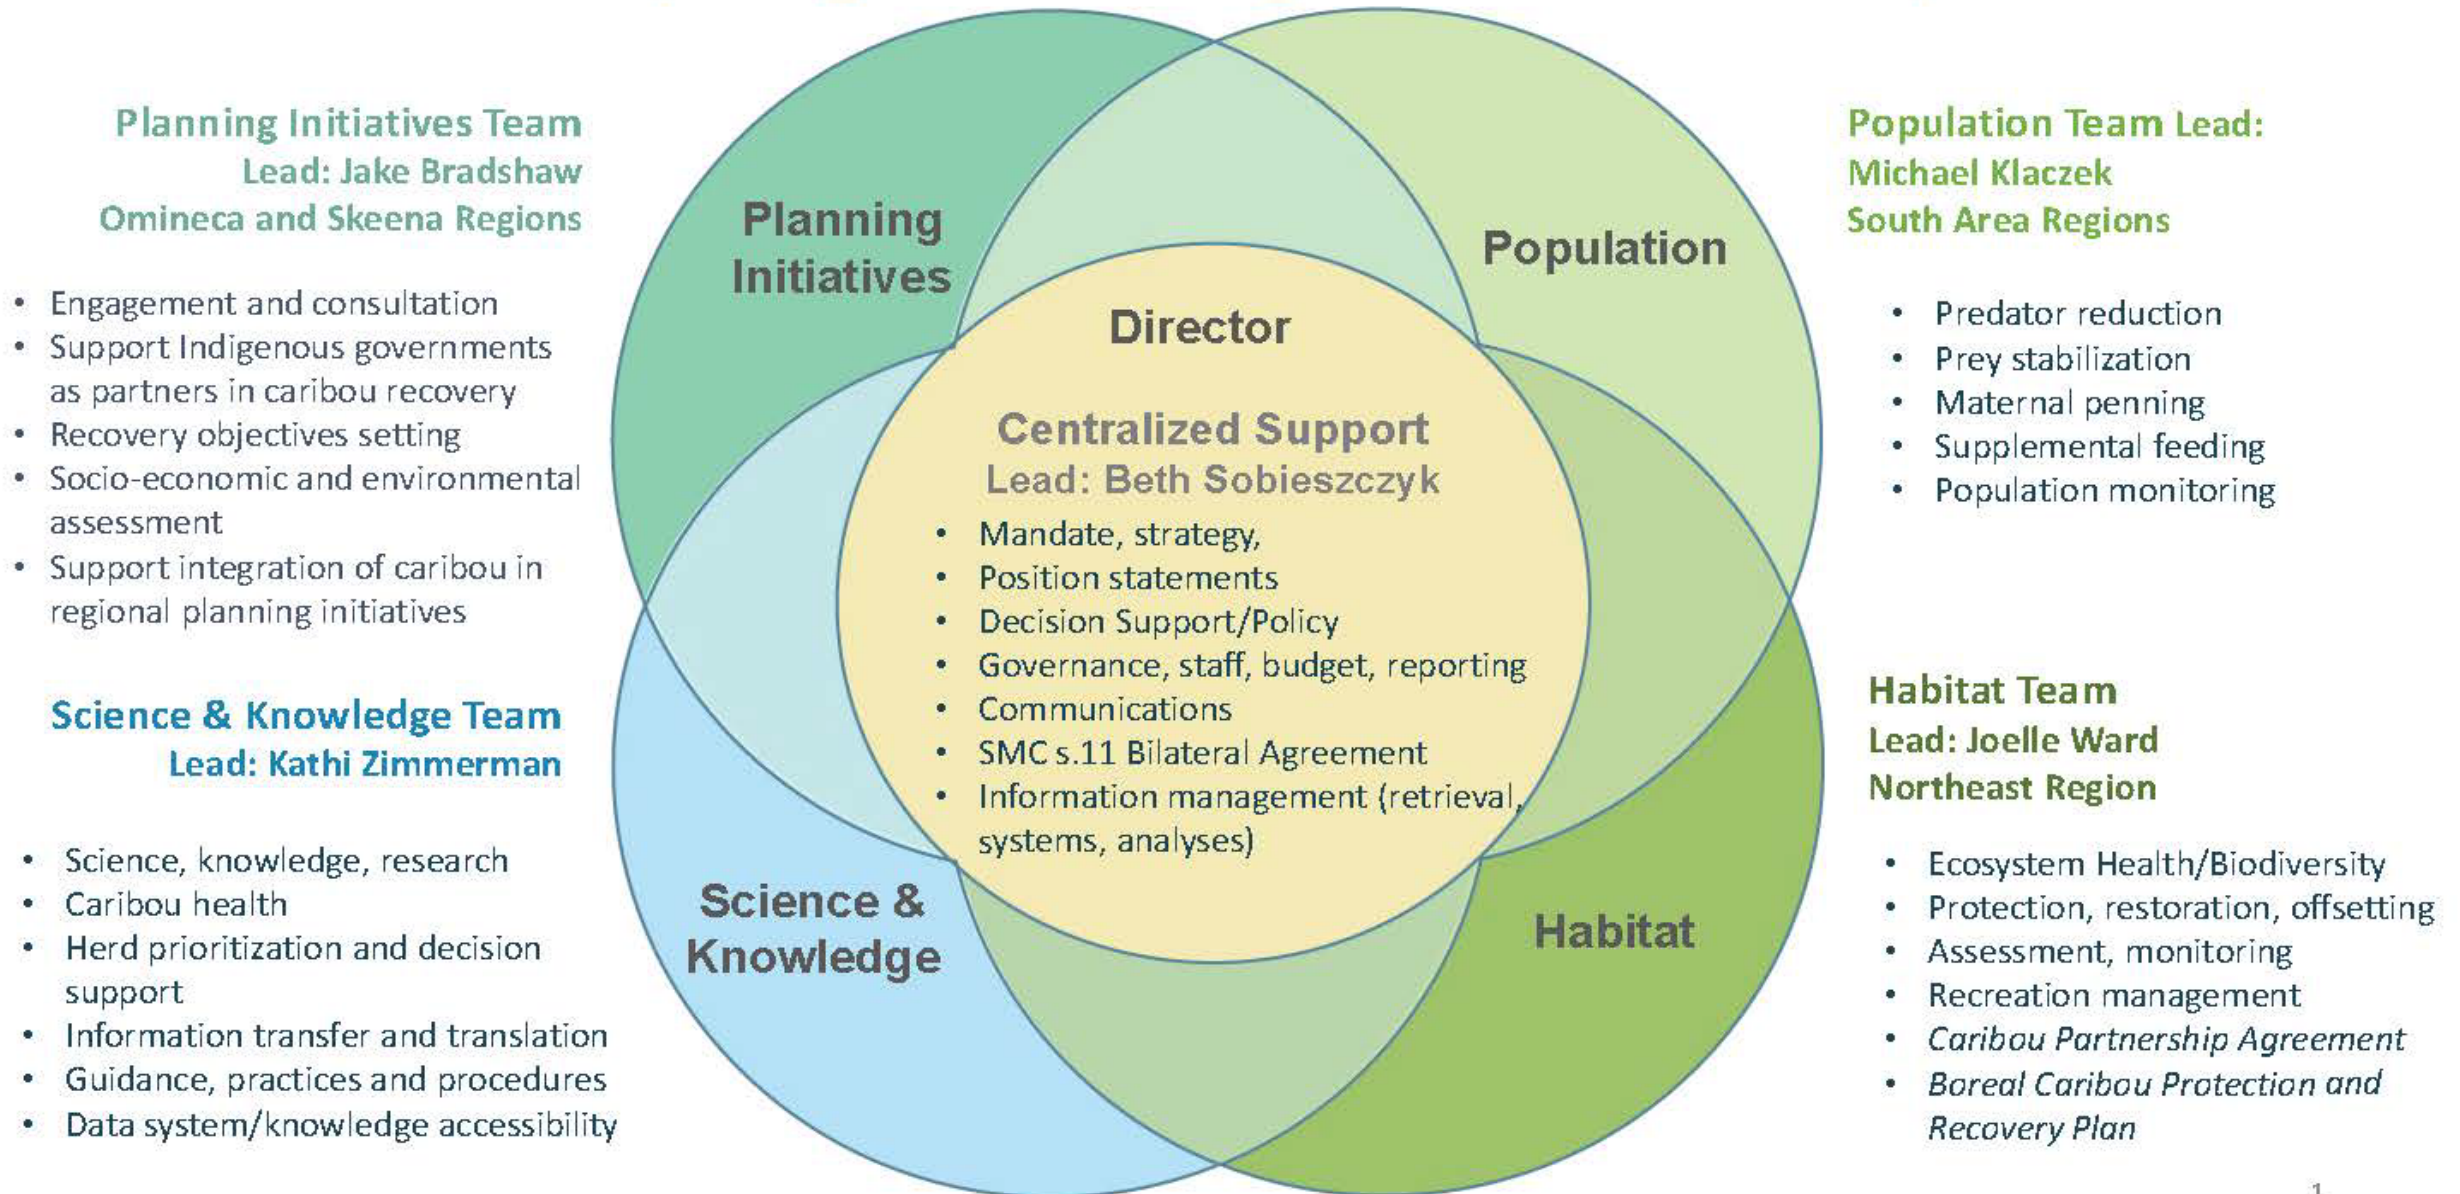 Planning Initiatives Team
Lead: Jake Bradshaw
Omineca and Skeena Regions
• Engagement and consultation
• Support Indigenous governments
as partners in caribou recovery
• Recovery objectives setting
• Socio-economic and environmental
assessment
• Support integration of caribou in
regional planning initiatives
Science & Knowledge Team
Lead: Kathi Zimmerman
• Science, knowledge, research
• Caribou health
• Herd prioritization and decision
support
• Information transfer and translation
• Guidance, practices and procedures
• Data system/knowledge accessibility
Planning
Initiatives
Population
Director
Centralized Support
Lead: Beth Sobieszczyk
• Mandate, strategy,
• Position statements
• Decision Support/Policy
• Governance, staff, budget, reporting
• Communications
• SMC s.11 Bilateral Agreement
• Information management (retrieval,
systems, analyses)
Science &
Knowledge
Habitat
Population Team Lead:
Michael Klaczek
South Area Regions
• Predator reduction
• Prey stabilization
• Maternal penning
• Supplemental feeding
• Population monitoring
Habitat Team
Lead: Joelle Ward
Northeast Region
• Ecosystem Health/Biodiversity
• Protection, restoration, offsetting
• Assessment, monitoring
• Recreation management
• Caribou Partnership Agreement
• Boreal Caribou Protection and
Recovery Plan
1